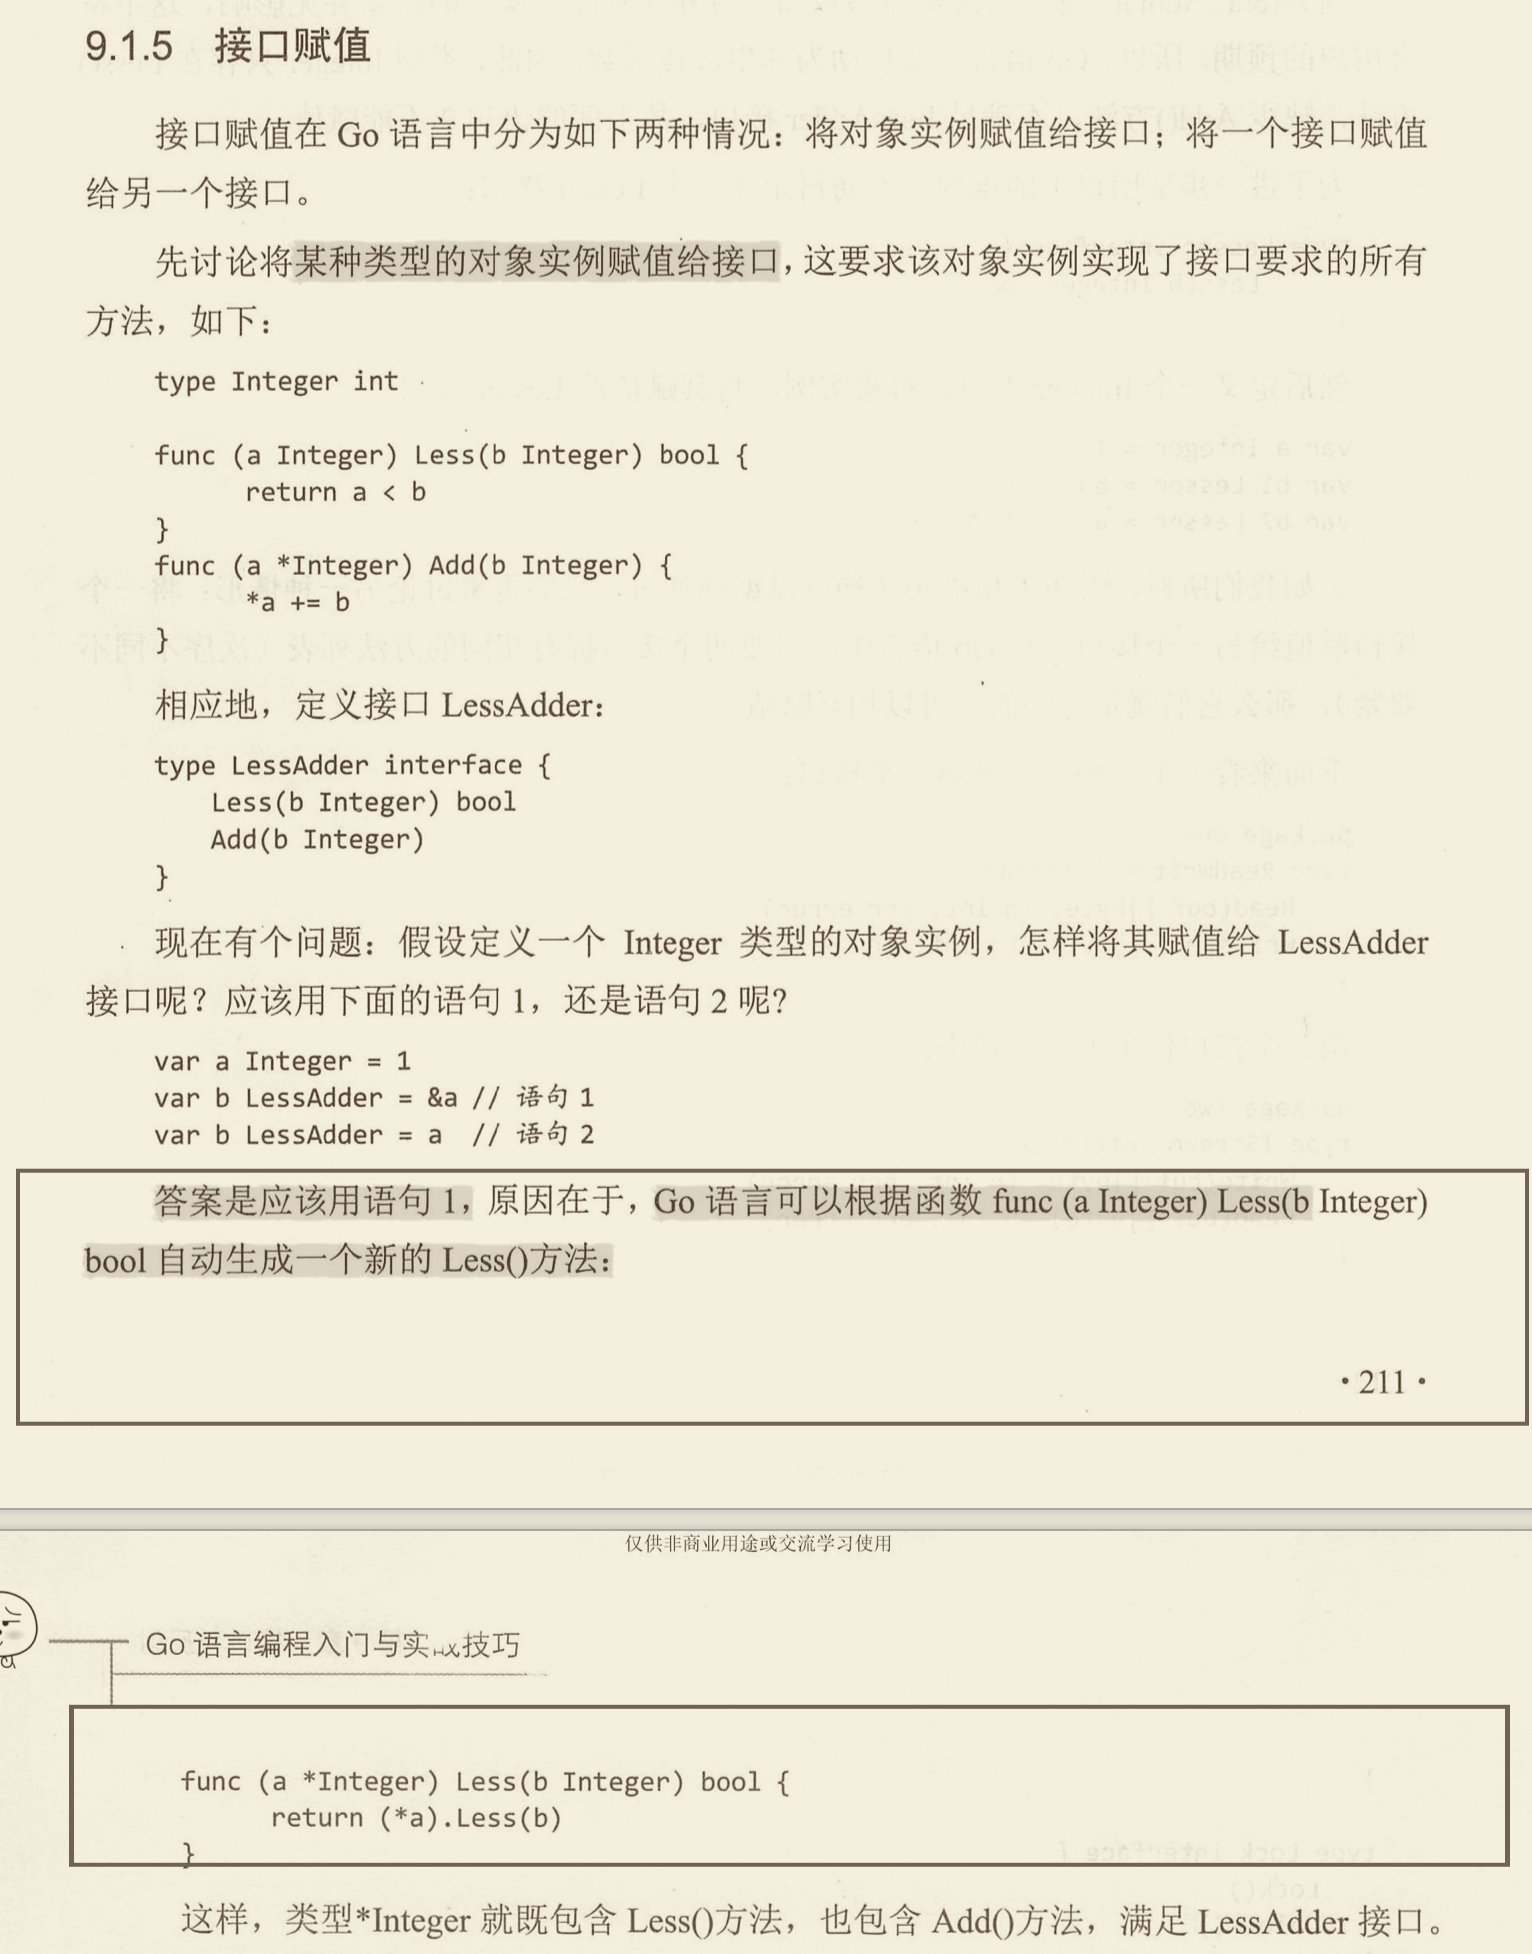 9.1.5 接口赋值
接口赋值在 Go 语言中分为如下两种情况：将对象实例赋值给接口；将一个接口赋值
给另一个接口。
先讨论将某种类型的对象实例赋值给接口，这要求该对象实例实现了接口要求的所有
方法，如下：
type Integer int
func (a Integer) Less(b Integer) bool {
return a < b
}
func (a *Integer) Add(b Integer) {
*a += b
}
相应地，定义接口 LessAdder：
type LessAdder interface {
Less(b Integer) bool
Add(b Integer)
}
现在有个问题：假设定义一个 Integer 类型的对象实例，怎样将其赋值给 LessAdder
接口呢？应该用下面的语句 1，还是语句 2 呢？
var a Integer = 1
var b LessAdder = &a // 语句 1
var b LessAdder = a // 语句 2
答案是应该用语句 1，原因在于，Go 语言可以根据函数 func (a Integer) Less(b Integer)
bool 自动生成一个新的 Less()方法：
• 211 •
仅供非商业用途或交流学习使用
Go 语言编程入门与实战技巧
func (a *Integer) Less(b Integer) bool {
return (*a).Less(b)
}
这样，类型*Integer 就既包含 Less()方法，也包含 Add()方法，满足 LessAdder 接口。